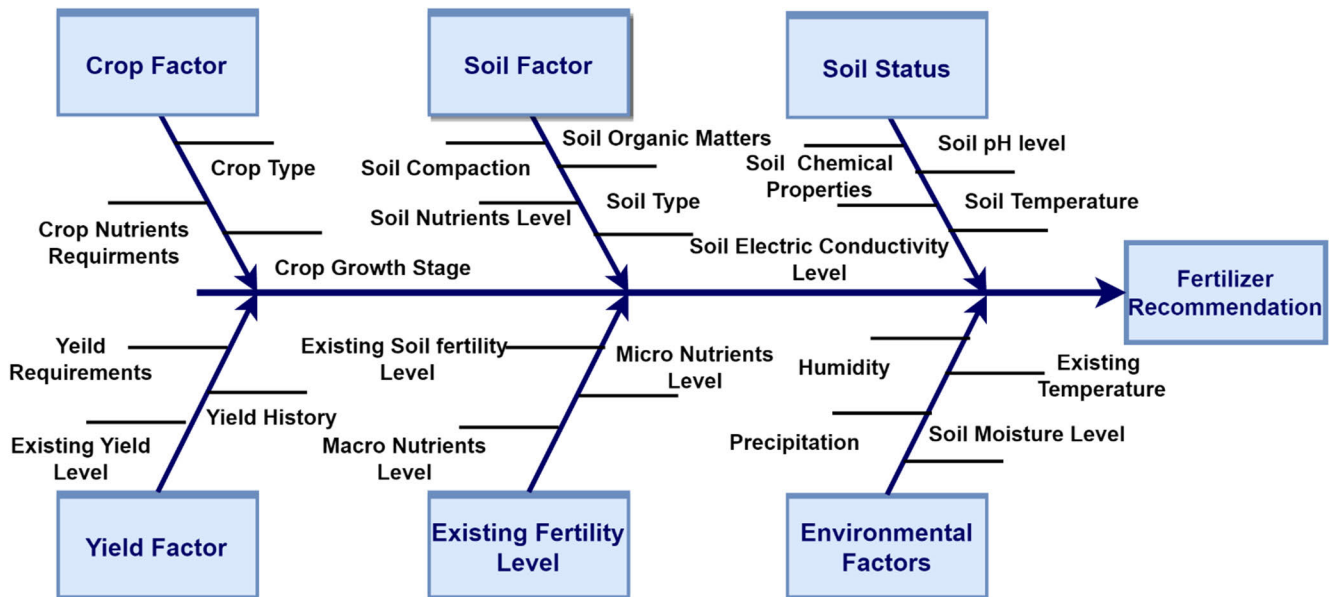 Crop Factor
Soil Factor
Soil Status
Crop Type
Crop Nutrients
Requirments
Crop Growth Stage
Soil Compaction
Soil Organic Matters
Soil Nutrients Level
Soil Type
Soil Chemical
Properties
Soil pH level
Soil Temperature
Soil Electric Conductivity
Level
Fertilizer
Recommendation
Yeild
Requirements
Yield History
Existing Yield
Level
Existing Soil fertility
Level
Micro Nutrients
Level
Macro Nutrients
Level
Humidity
Existing
Temperature
Precipitation
Soil Moisture Level
Yield Factor
Existing Fertility
Level
Environmental
Factors